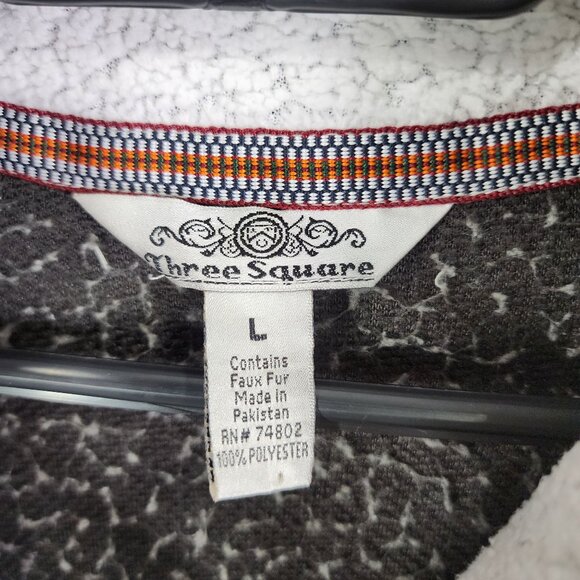 Three Square
L
Contains
Faux Fur
Made in
Pakistan
RN# 74802
100% POLYESTER